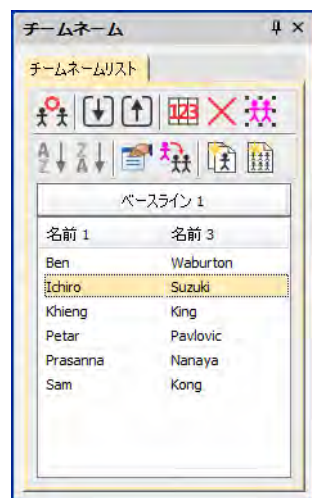 チームネーム
チームネームリスト
123
A Z Z A
ベースライン 1
名前 1 名前 3
Ben Waburton
Ichiro Suzuki
Khieng King
Petar Pavlovic
Prasanna Nanaya
Sam Kong